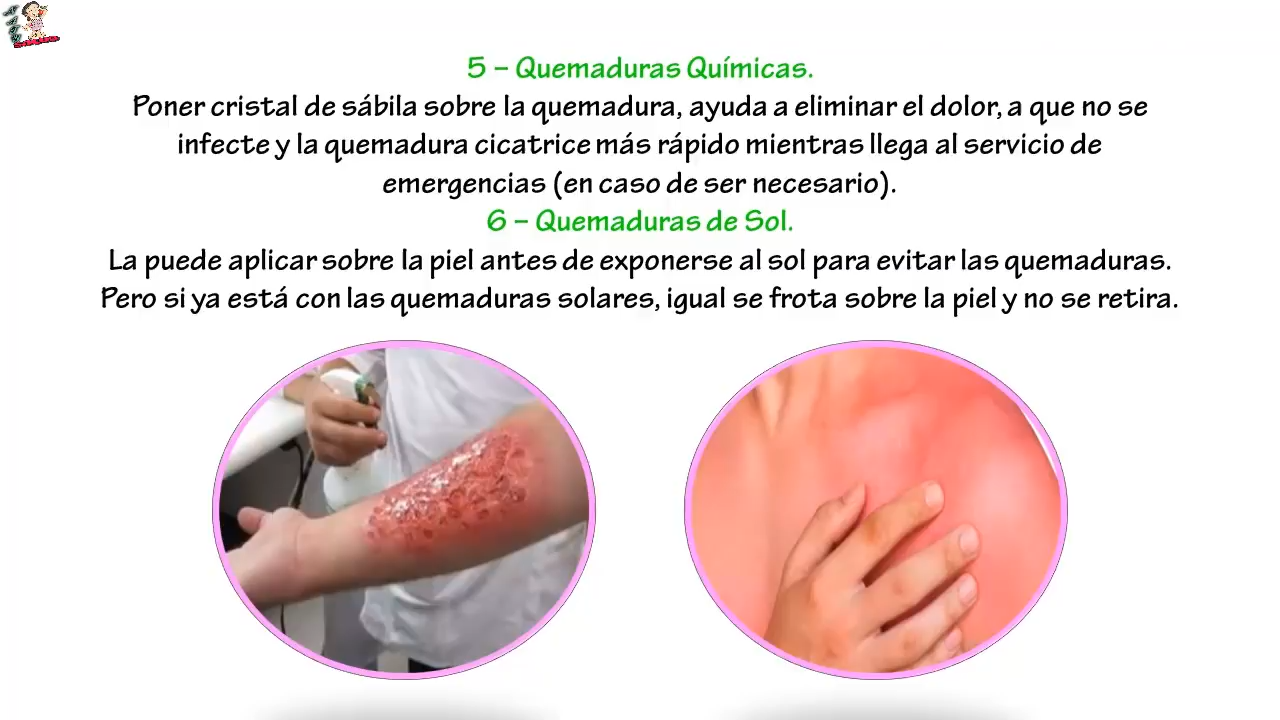 5 – Quemaduras Químicas.
Poner cristal de sábila sobre la quemadura, ayuda a eliminar el dolor, a que no se
infecte y la quemadura cicatrice más rápido mientras llega al servicio de
emergencias (en caso de ser necesario).
6 – Quemaduras de Sol.
La puede aplicar sobre la piel antes de exponerse al sol para evitar las quemaduras.
Pero si ya está con las quemaduras solares, igual se frota sobre la piel y no se retira.